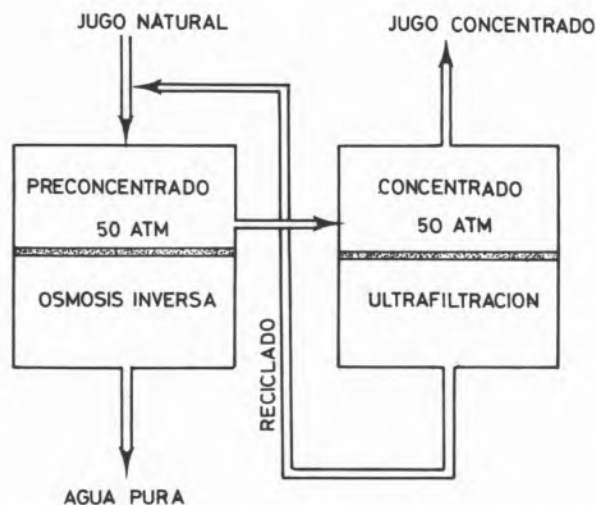 JUGO NATURAL
JUGO CONCENTRADO
PRECONCENTRADO
50 ATM
OSMOSIS INVERSA
CONCENTRADO
50 ATM
ULTRAFILTRACION
RECICLADO
AGUA PURA